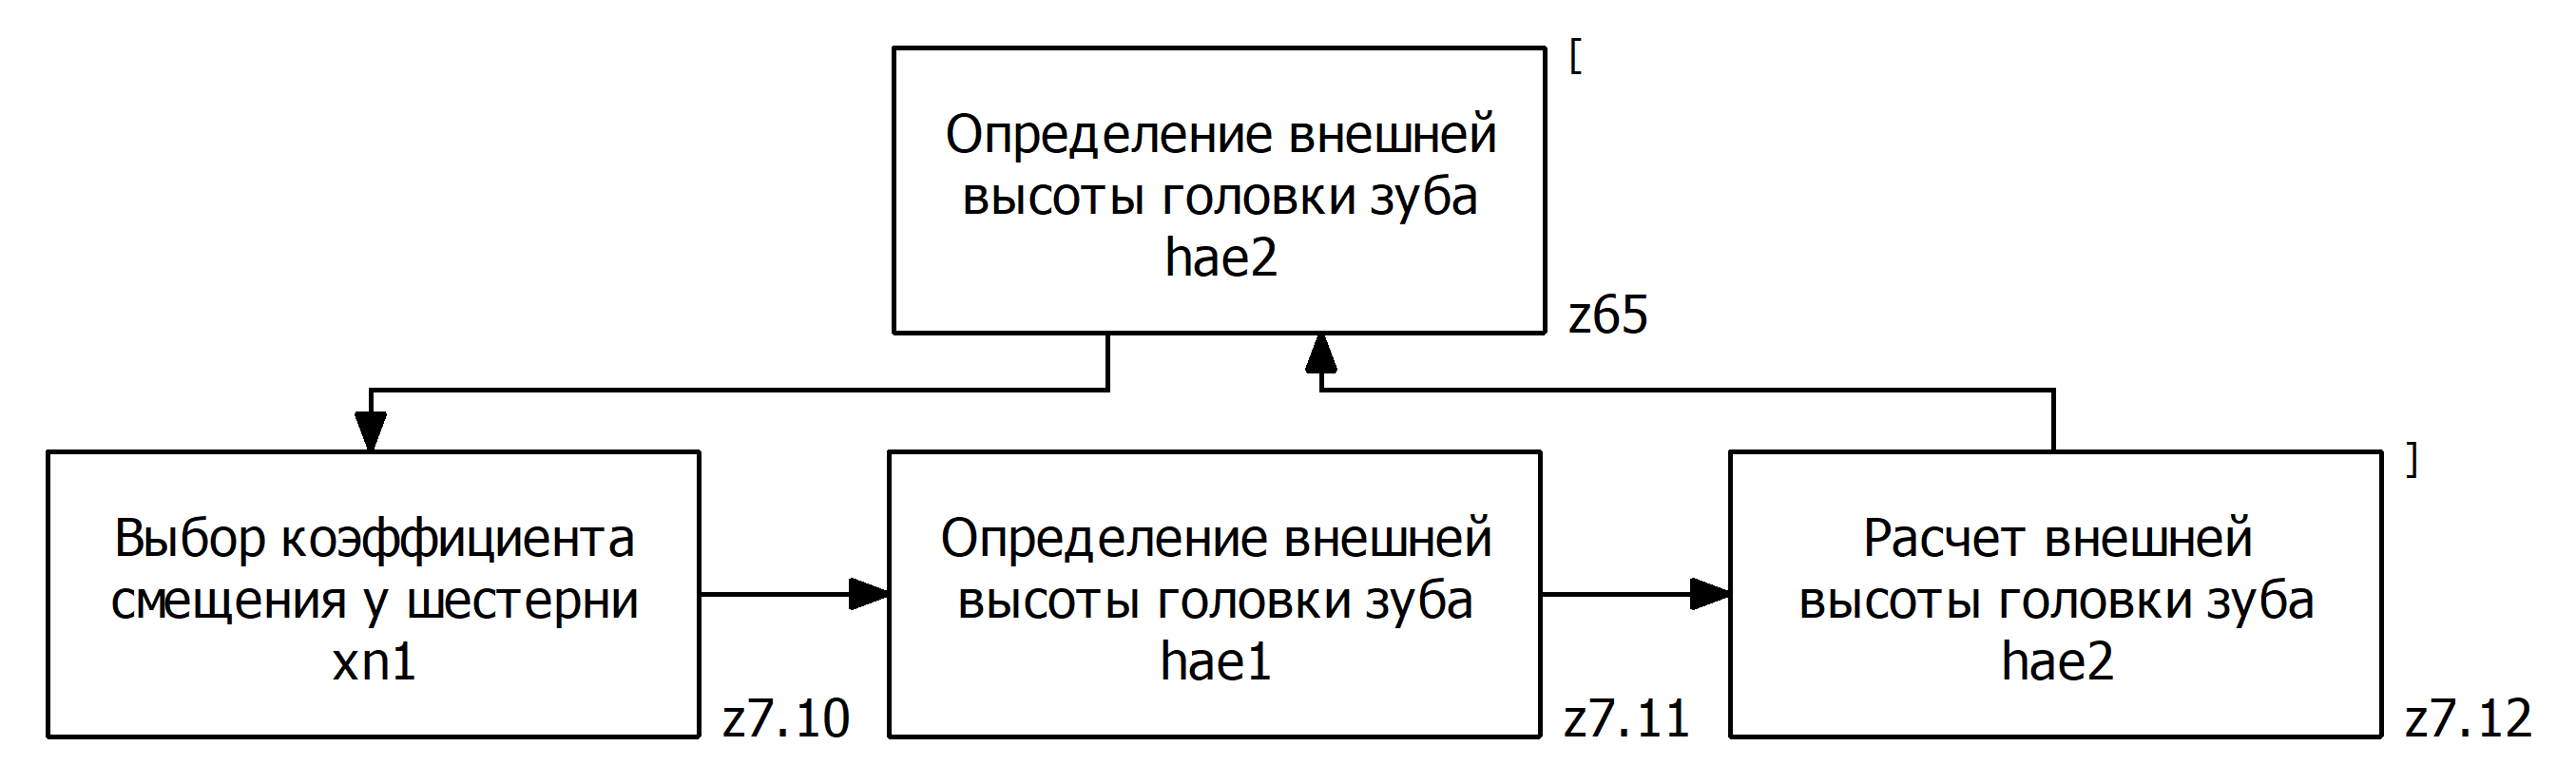 [
Определение внешней
высоты головки зуба
hae2
z65
Выбор коэффициента
смещения у шестерни
xn1
z7.10
Определение внешней
высоты головки зуба
hae1
z7.11
]
Расчет внешней
высоты головки зуба
hae2
z7.12